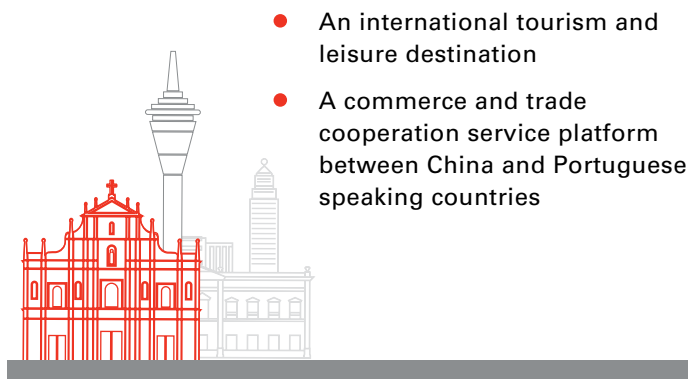 An international tourism and
leisure destination
A commerce and trade
cooperation service platform
between China and Portuguese
speaking countries